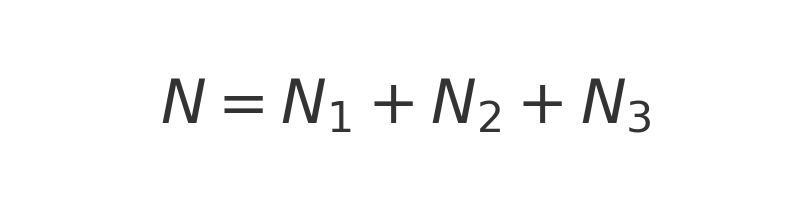 N = N₁ + N₂ + N₃